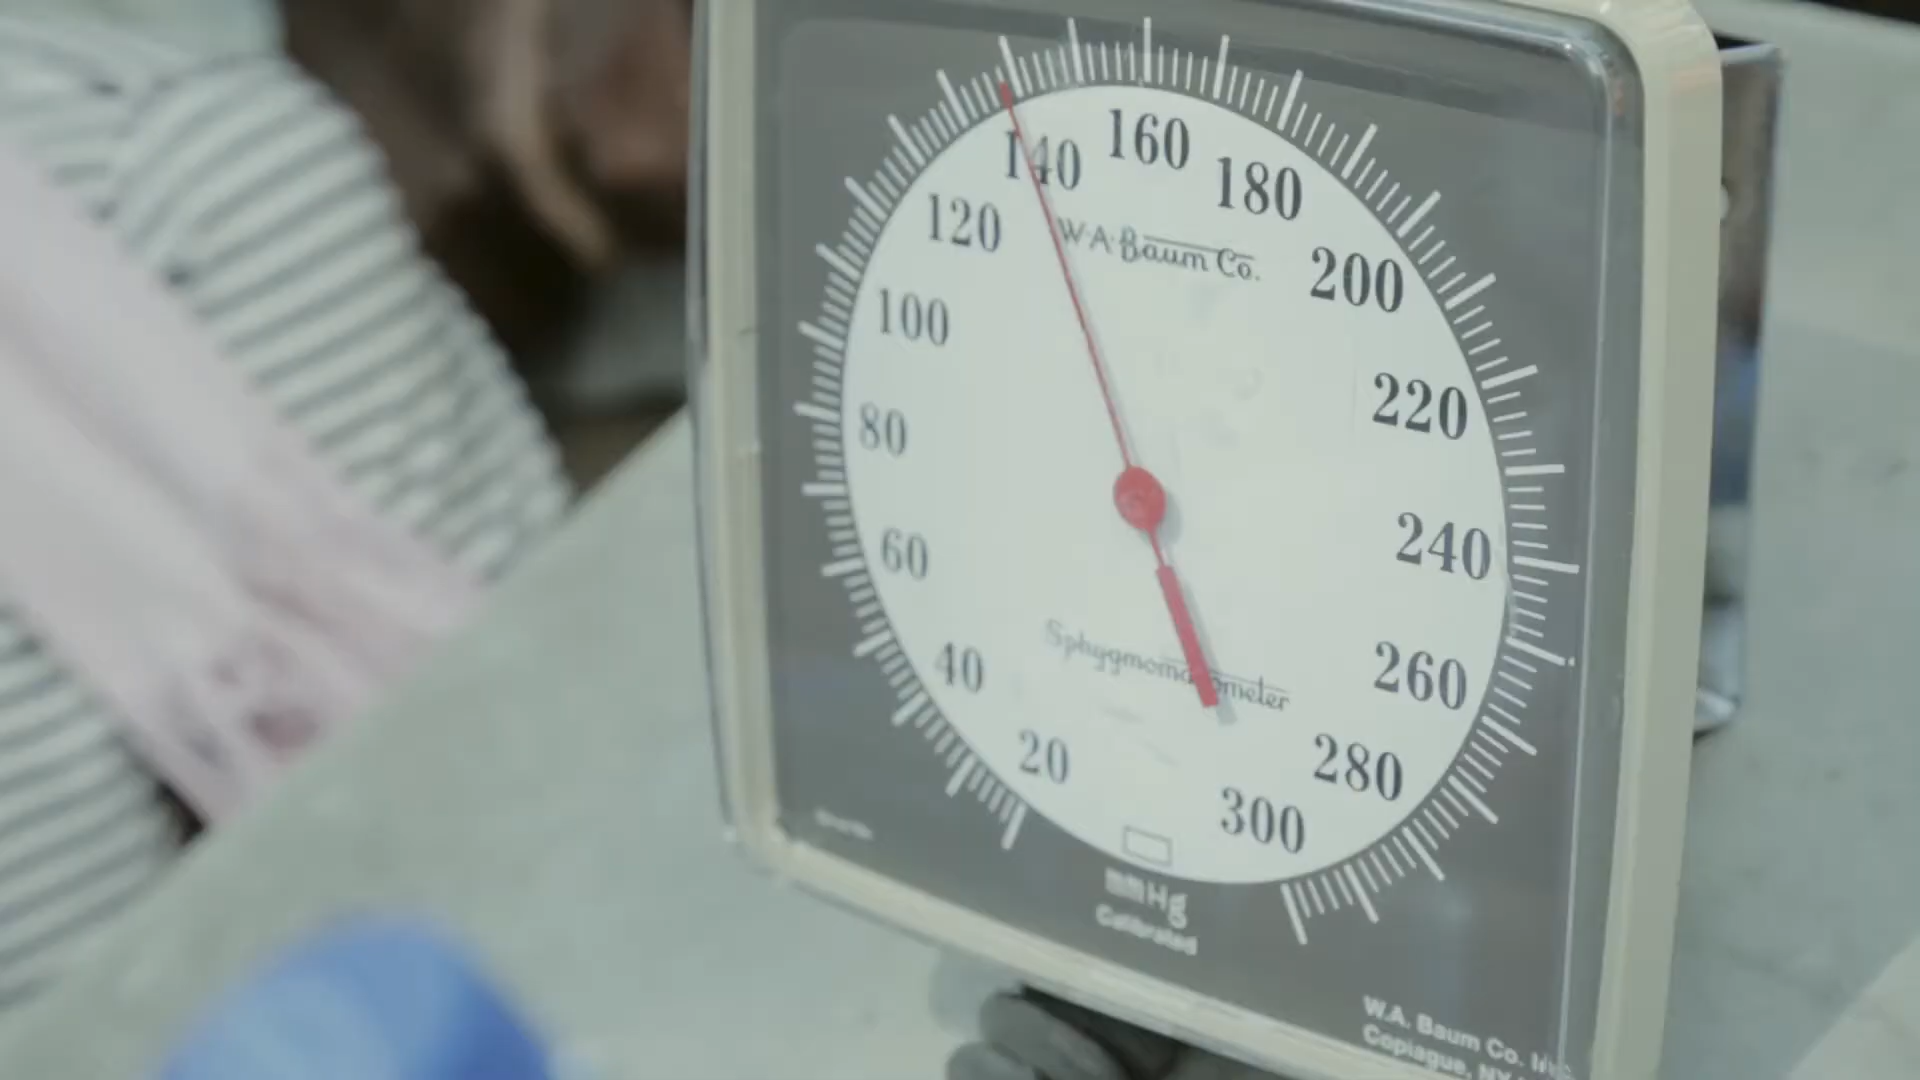 160
140
180
120
W.A.Baum Co.
200
100
220
80
240
60
Sphygmomanometer
40
260
20
280
300
mmHg
Calibrated
W.A. Baum Co. Inc.
Copiague, NY